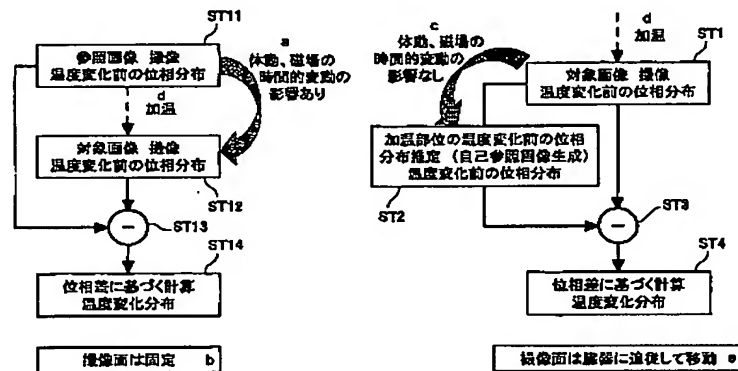 ST11
参照画像 撮像
温度変化前の位相分布
a
体動、磁場の
時間的変動の
影響あり
d
加温
対象画像 撮像
温度変化前の位相分布
ST12
−
ST13
ST14
位相差に基づく計算
温度変化分布
撮像面は固定 b
c
体動、磁場の
時間的変動の
影響なし
d
加温
ST1
対象画像 撮像
温度変化前の位相分布
加温部位の温度変化前の位相
分布推定 (自己参照画像生成)
温度変化前の位相分布
ST2
−
ST3
ST4
位相差に基づく計算
温度変化分布
撮像面は臓器に追従して移動 e